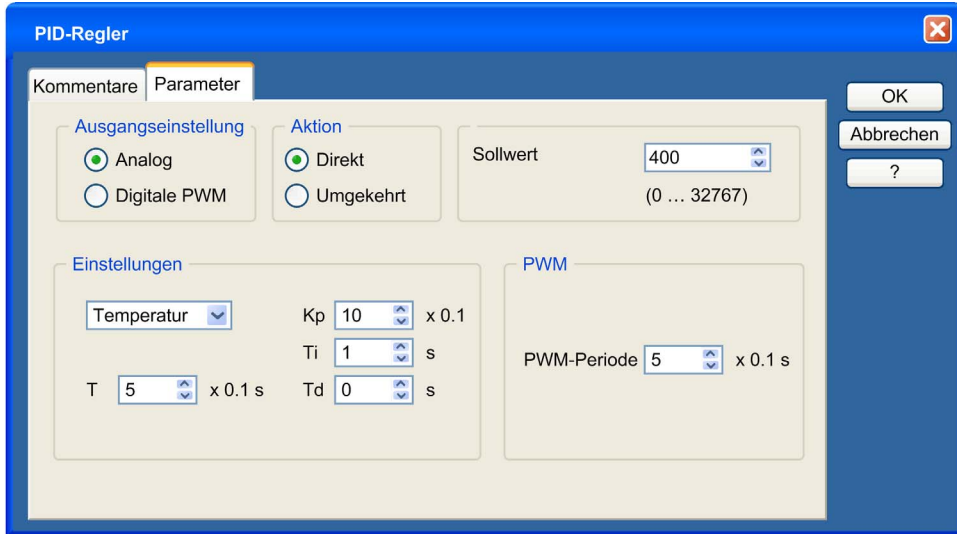 PID-Regler
Kommentare
Parameter
OK
Abbrechen
?
Ausgangseinstellung
Analog
Digitale PWM
Aktion
Direkt
Umgekehrt
Sollwert 400
(0 … 32767)
Einstellungen
Temperatur
Kp 10 x 0.1
Ti 1 s
T 5 x 0.1 s
Td 0 s
PWM
PWM-Periode 5 x 0.1 s